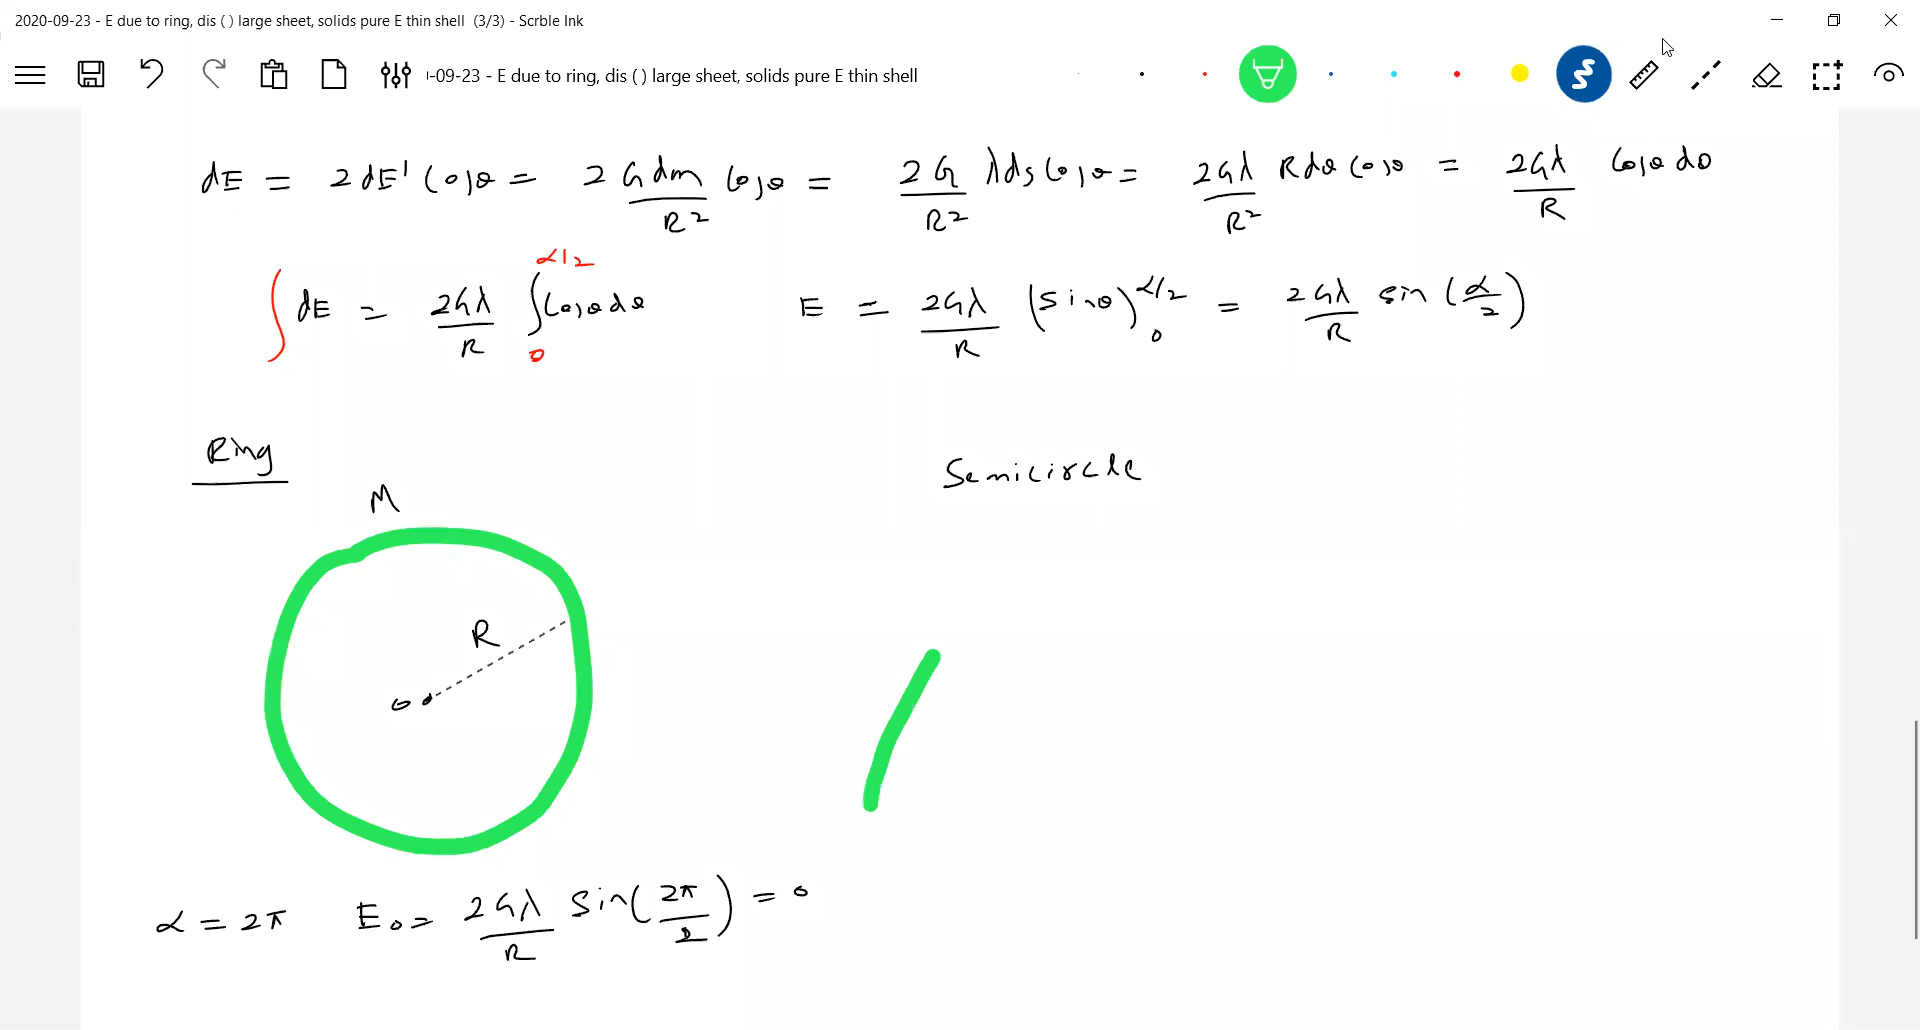 2020-09-23 - E due to ring, dis ( ) large sheet, solids pure E thin shell (3/3) - Scrble Ink
-09-23 - E due to ring, dis ( ) large sheet, solids pure E thin shell
dE = 2dE' cosθ = 2Gdm/R² cosθ = 2G/R² λds cosθ = 2Gλ/R² Rdθ cosθ = 2Gλ/R cosθ dθ
∫ dE = 2Gλ/R ∫₀^(α/2) cosθ dθ E = 2Gλ/R (sinθ)₀^(α/2) = 2Gλ/R sin(α/2)
Ring
Semicircle
M
R
O
α = 2π E₀ = 2Gλ/R sin(2π/2) = 0